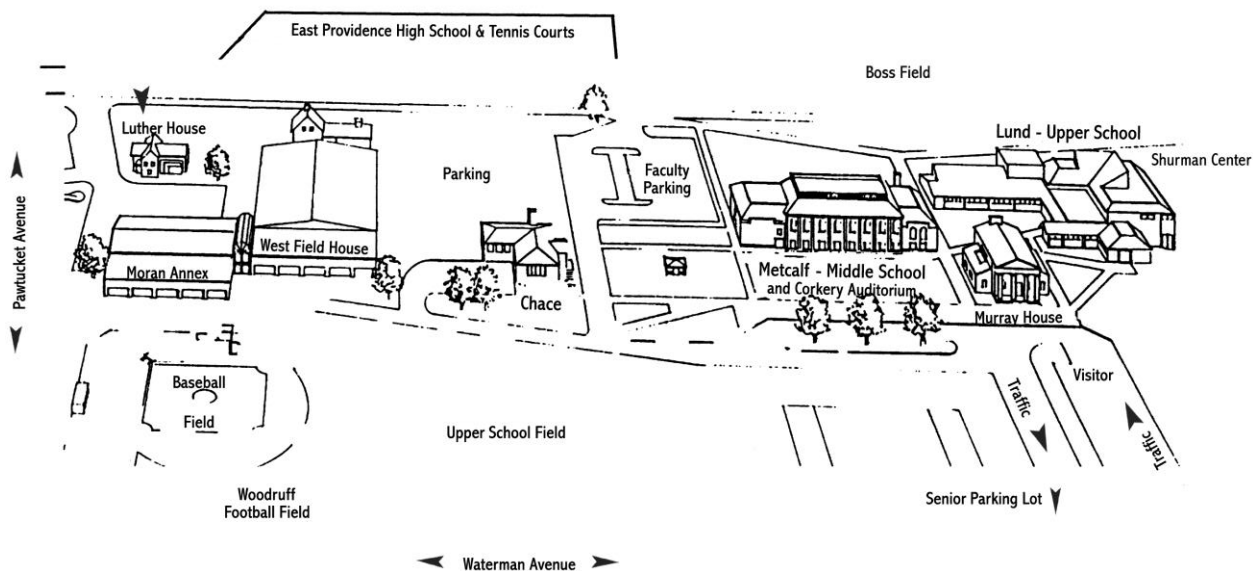 East Providence High School & Tennis Courts
Boss Field
Luther House
Lund - Upper School
Shurman Center
Parking
Faculty
Parking
Pawtucket Avenue
West Field House
Moran Annex
Metcalf - Middle School
and Corkery Auditorium
Chace
Murray House
Visitor
Traffic
Traffic
Baseball
Field
Upper School Field
Woodruff
Football Field
Senior Parking Lot
Waterman Avenue